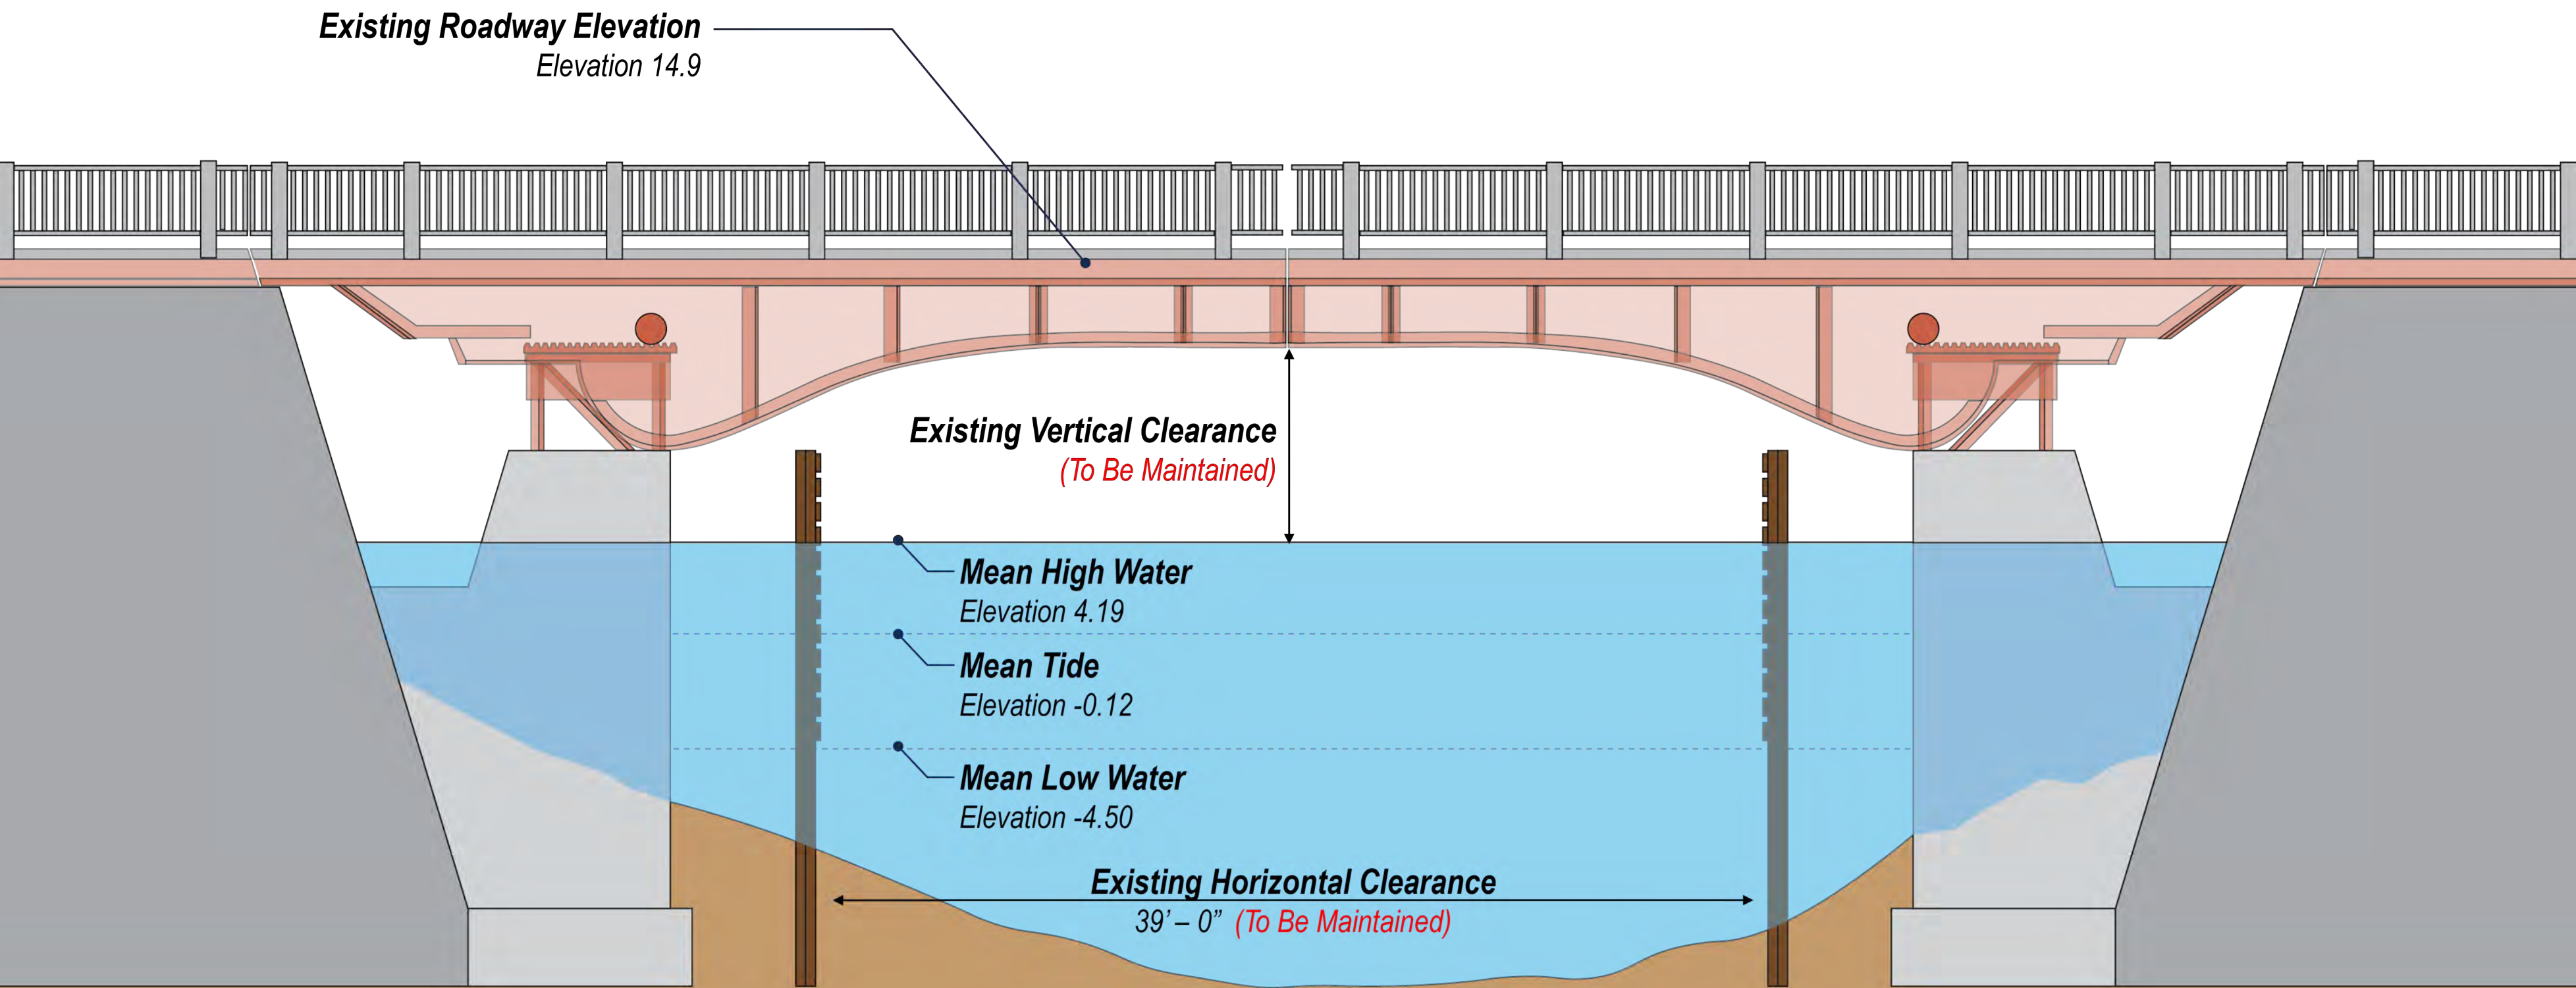 Existing Roadway Elevation
Elevation 14.9
Existing Vertical Clearance
(To Be Maintained)
Mean High Water
Elevation 4.19
Mean Tide
Elevation -0.12
Mean Low Water
Elevation -4.50
Existing Horizontal Clearance
39’ – 0” (To Be Maintained)